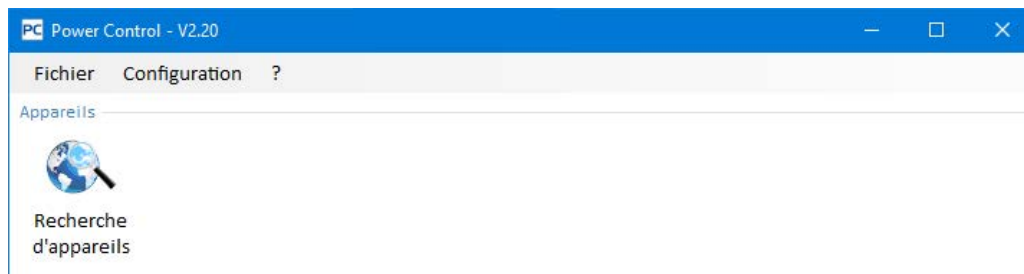 PC Power Control - V2.20
Fichier Configuration ?
Appareils
Recherche
d'appareils